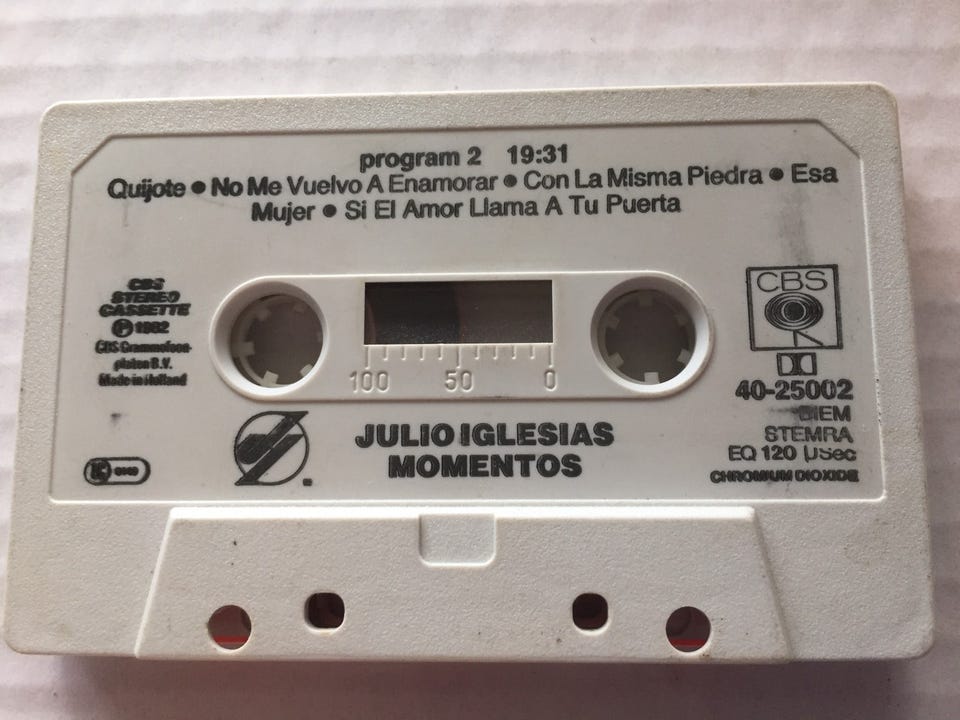 program 2 19:31
Quijote • No Me Vuelvo A Enamorar • Con La Misma Piedra • Esa
Mujer • Si El Amor Llama A Tu Puerta
CBS
STEREO
CASSETTE
℗ 1982
CBS Grammofoon-
platen B.V.
Made in Holland
100 50 0
CBS
40-25002
BIEM
STEMRA
EQ 120 μSec
CHROMIUM DIOXIDE
JULIO IGLESIAS
MOMENTOS